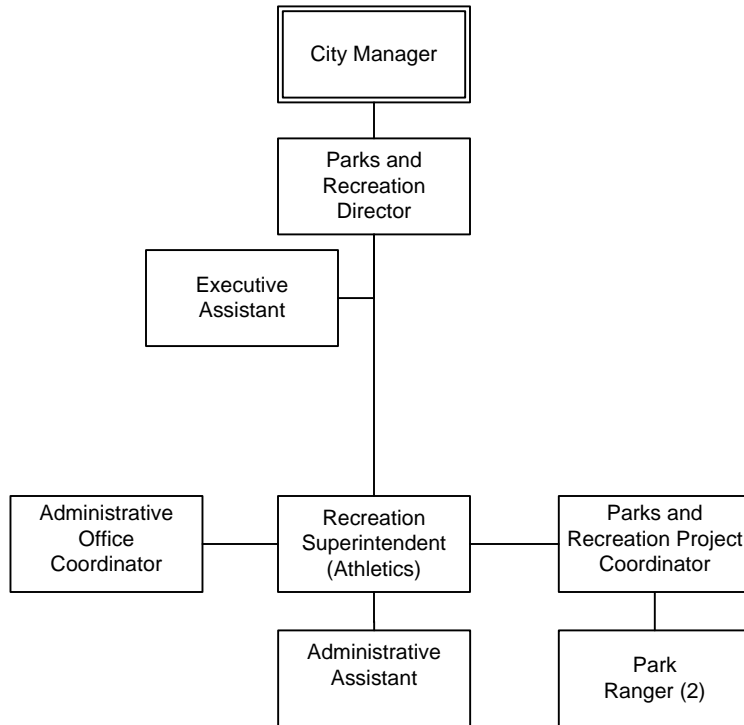 City Manager
Parks and
Recreation
Director
Executive
Assistant
Administrative
Office
Coordinator
Recreation
Superintendent
(Athletics)
Parks and
Recreation Project
Coordinator
Administrative
Assistant
Park
Ranger (2)